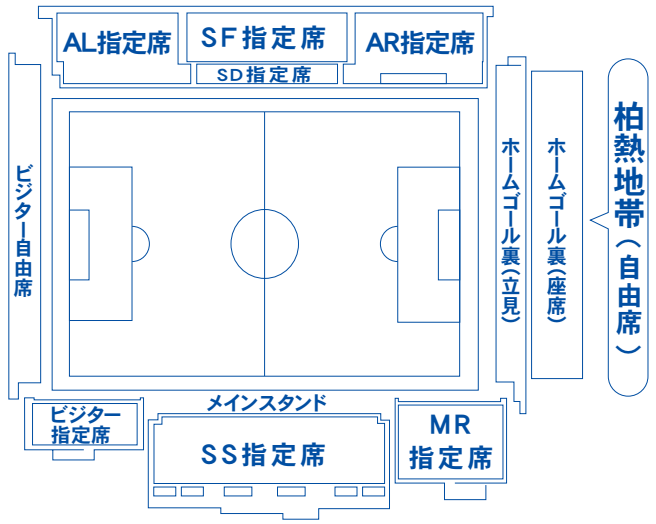 AL指定席
SF指定席
AR指定席
SD指定席
ビジター自由席
ホームゴール裏(立見)
ホームゴール裏(座席)
柏熱地帯(自由席)
メインスタンド
ビジター
指定席
SS指定席
MR
指定席